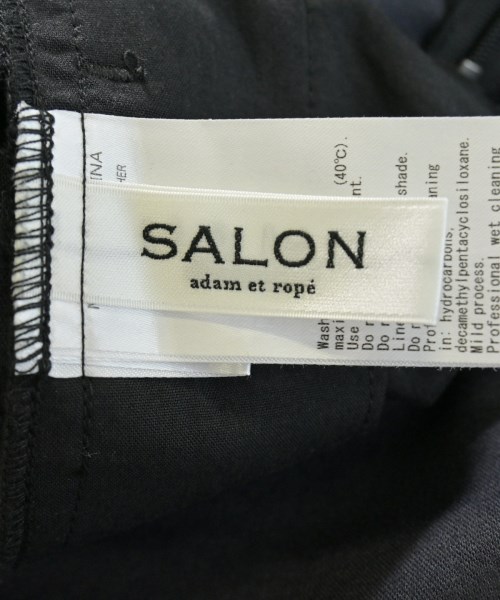 SALON
adam et ropé
INA
HER
Wash
maxi
Use
Do
Do
Line
Do
Prof
in: hydrocarbons,
decamethylpentacyclosiloxane.
Mild process.
Professional wet cleaning
(40℃).
nt.
shade.
aning